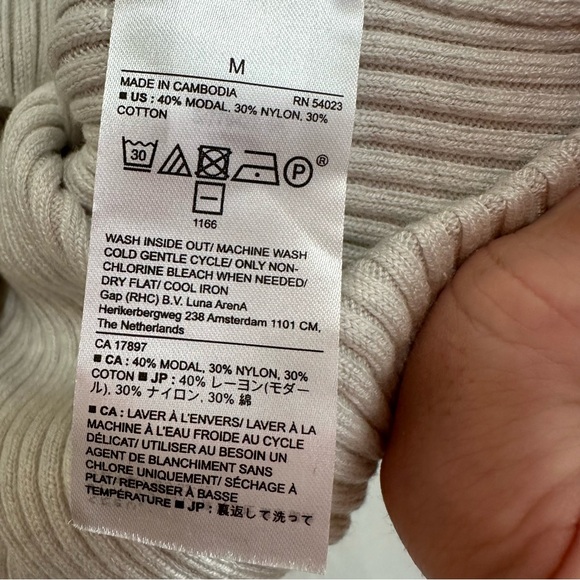 M
MADE IN CAMBODIA RN 54023
■ US : 40% MODAL, 30% NYLON, 30%
COTTON
30 P ®
1166
WASH INSIDE OUT/ MACHINE WASH
COLD GENTLE CYCLE/ ONLY NON-
CHLORINE BLEACH WHEN NEEDED/
DRY FLAT/ COOL IRON
Gap (RHC) B.V. Luna ArenA
Herikerbergweg 238 Amsterdam 1101 CM,
The Netherlands
CA 17897
■ CA : 40% MODAL, 30% NYLON, 30%
COTON ■ JP : 40% レーヨン(モダー
ル), 30% ナイロン, 30% 綿
■ CA : LAVER À L'ENVERS/ LAVER À LA
MACHINE À L'EAU FROIDE AU CYCLE
DÉLICAT/ UTILISER AU BESOIN UN
AGENT DE BLANCHIMENT SANS
CHLORE UNIQUEMENT/ SÉCHAGE À
PLAT/ REPASSER À BASSE
TEMPÉRATURE ■ JP : 裏返して洗って